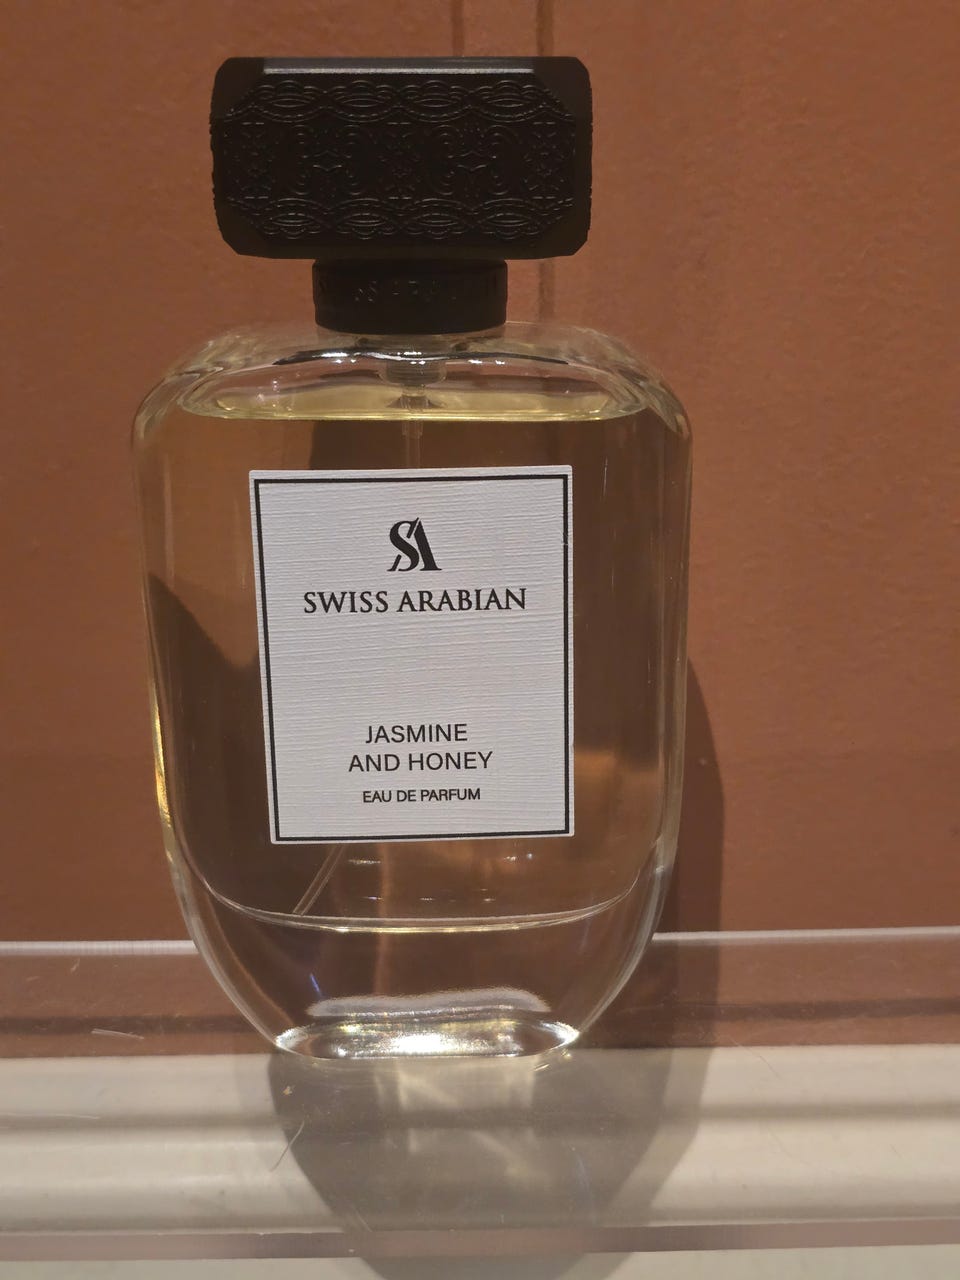 SA
SWISS ARABIAN
JASMINE
AND HONEY
EAU DE PARFUM